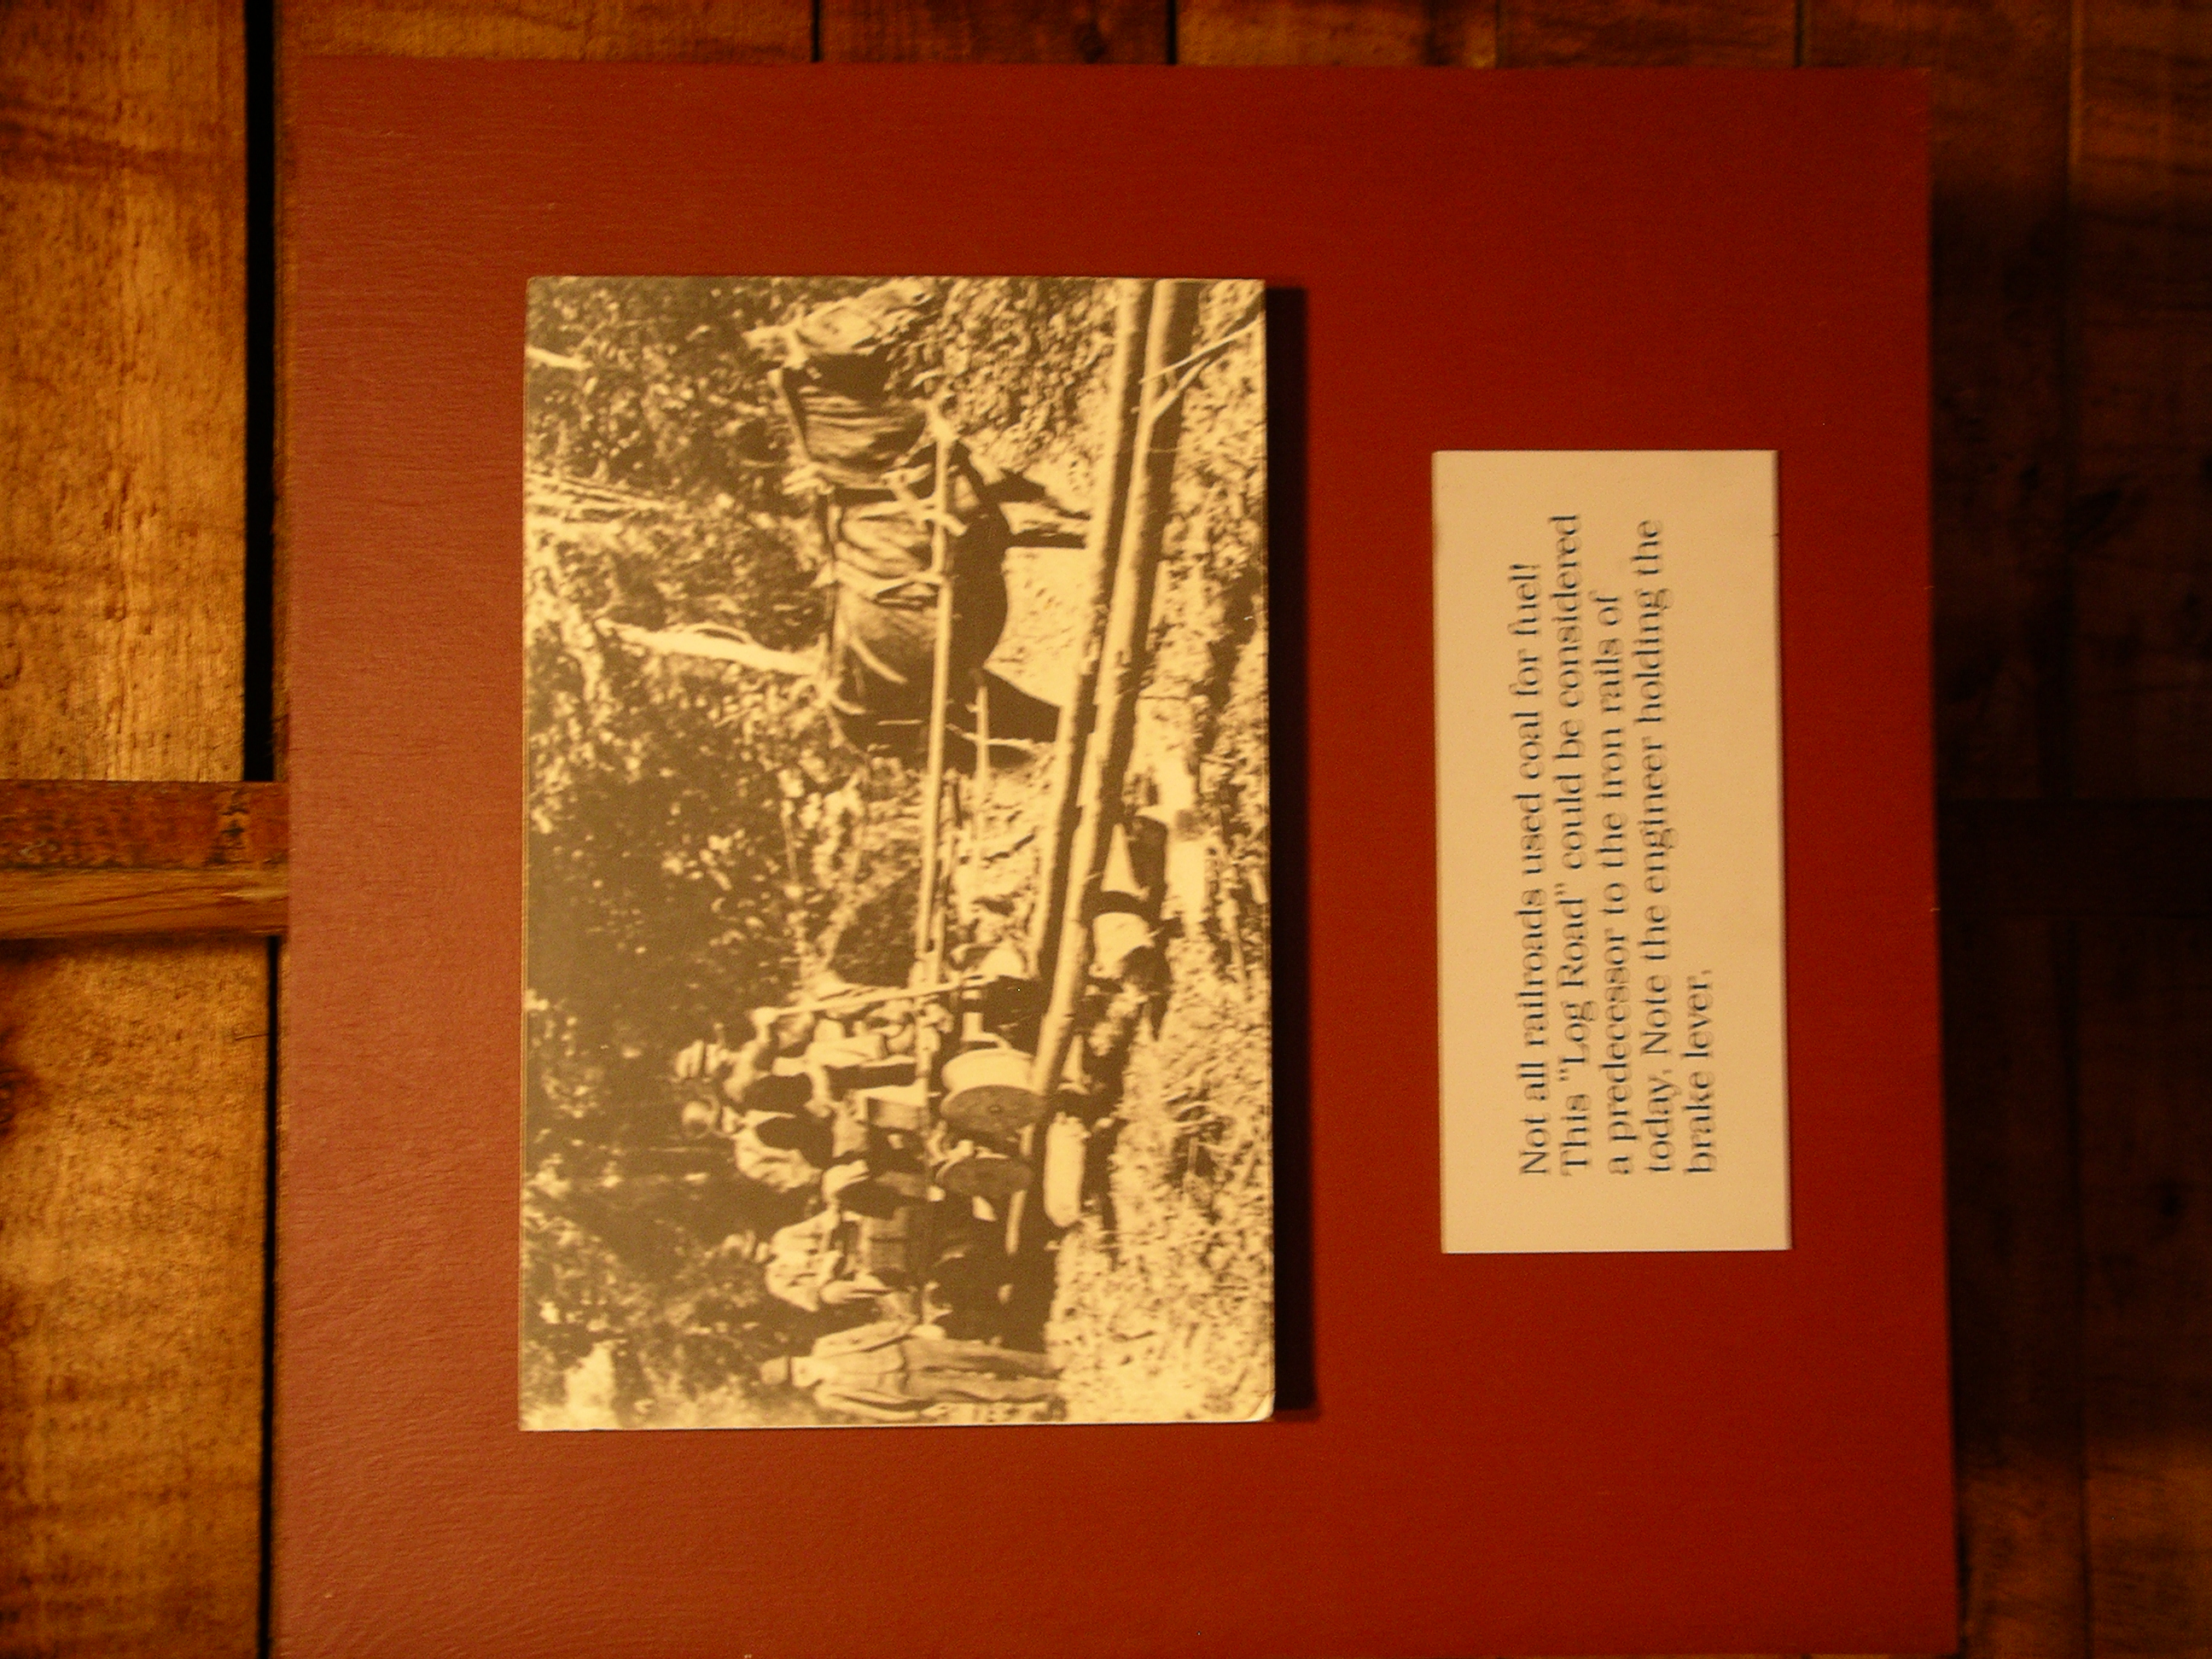 Not all railroads used coal for fuel!
This "Log Road" could be considered
a predecessor to the iron rails of
today. Note the engineer holding the
brake lever.